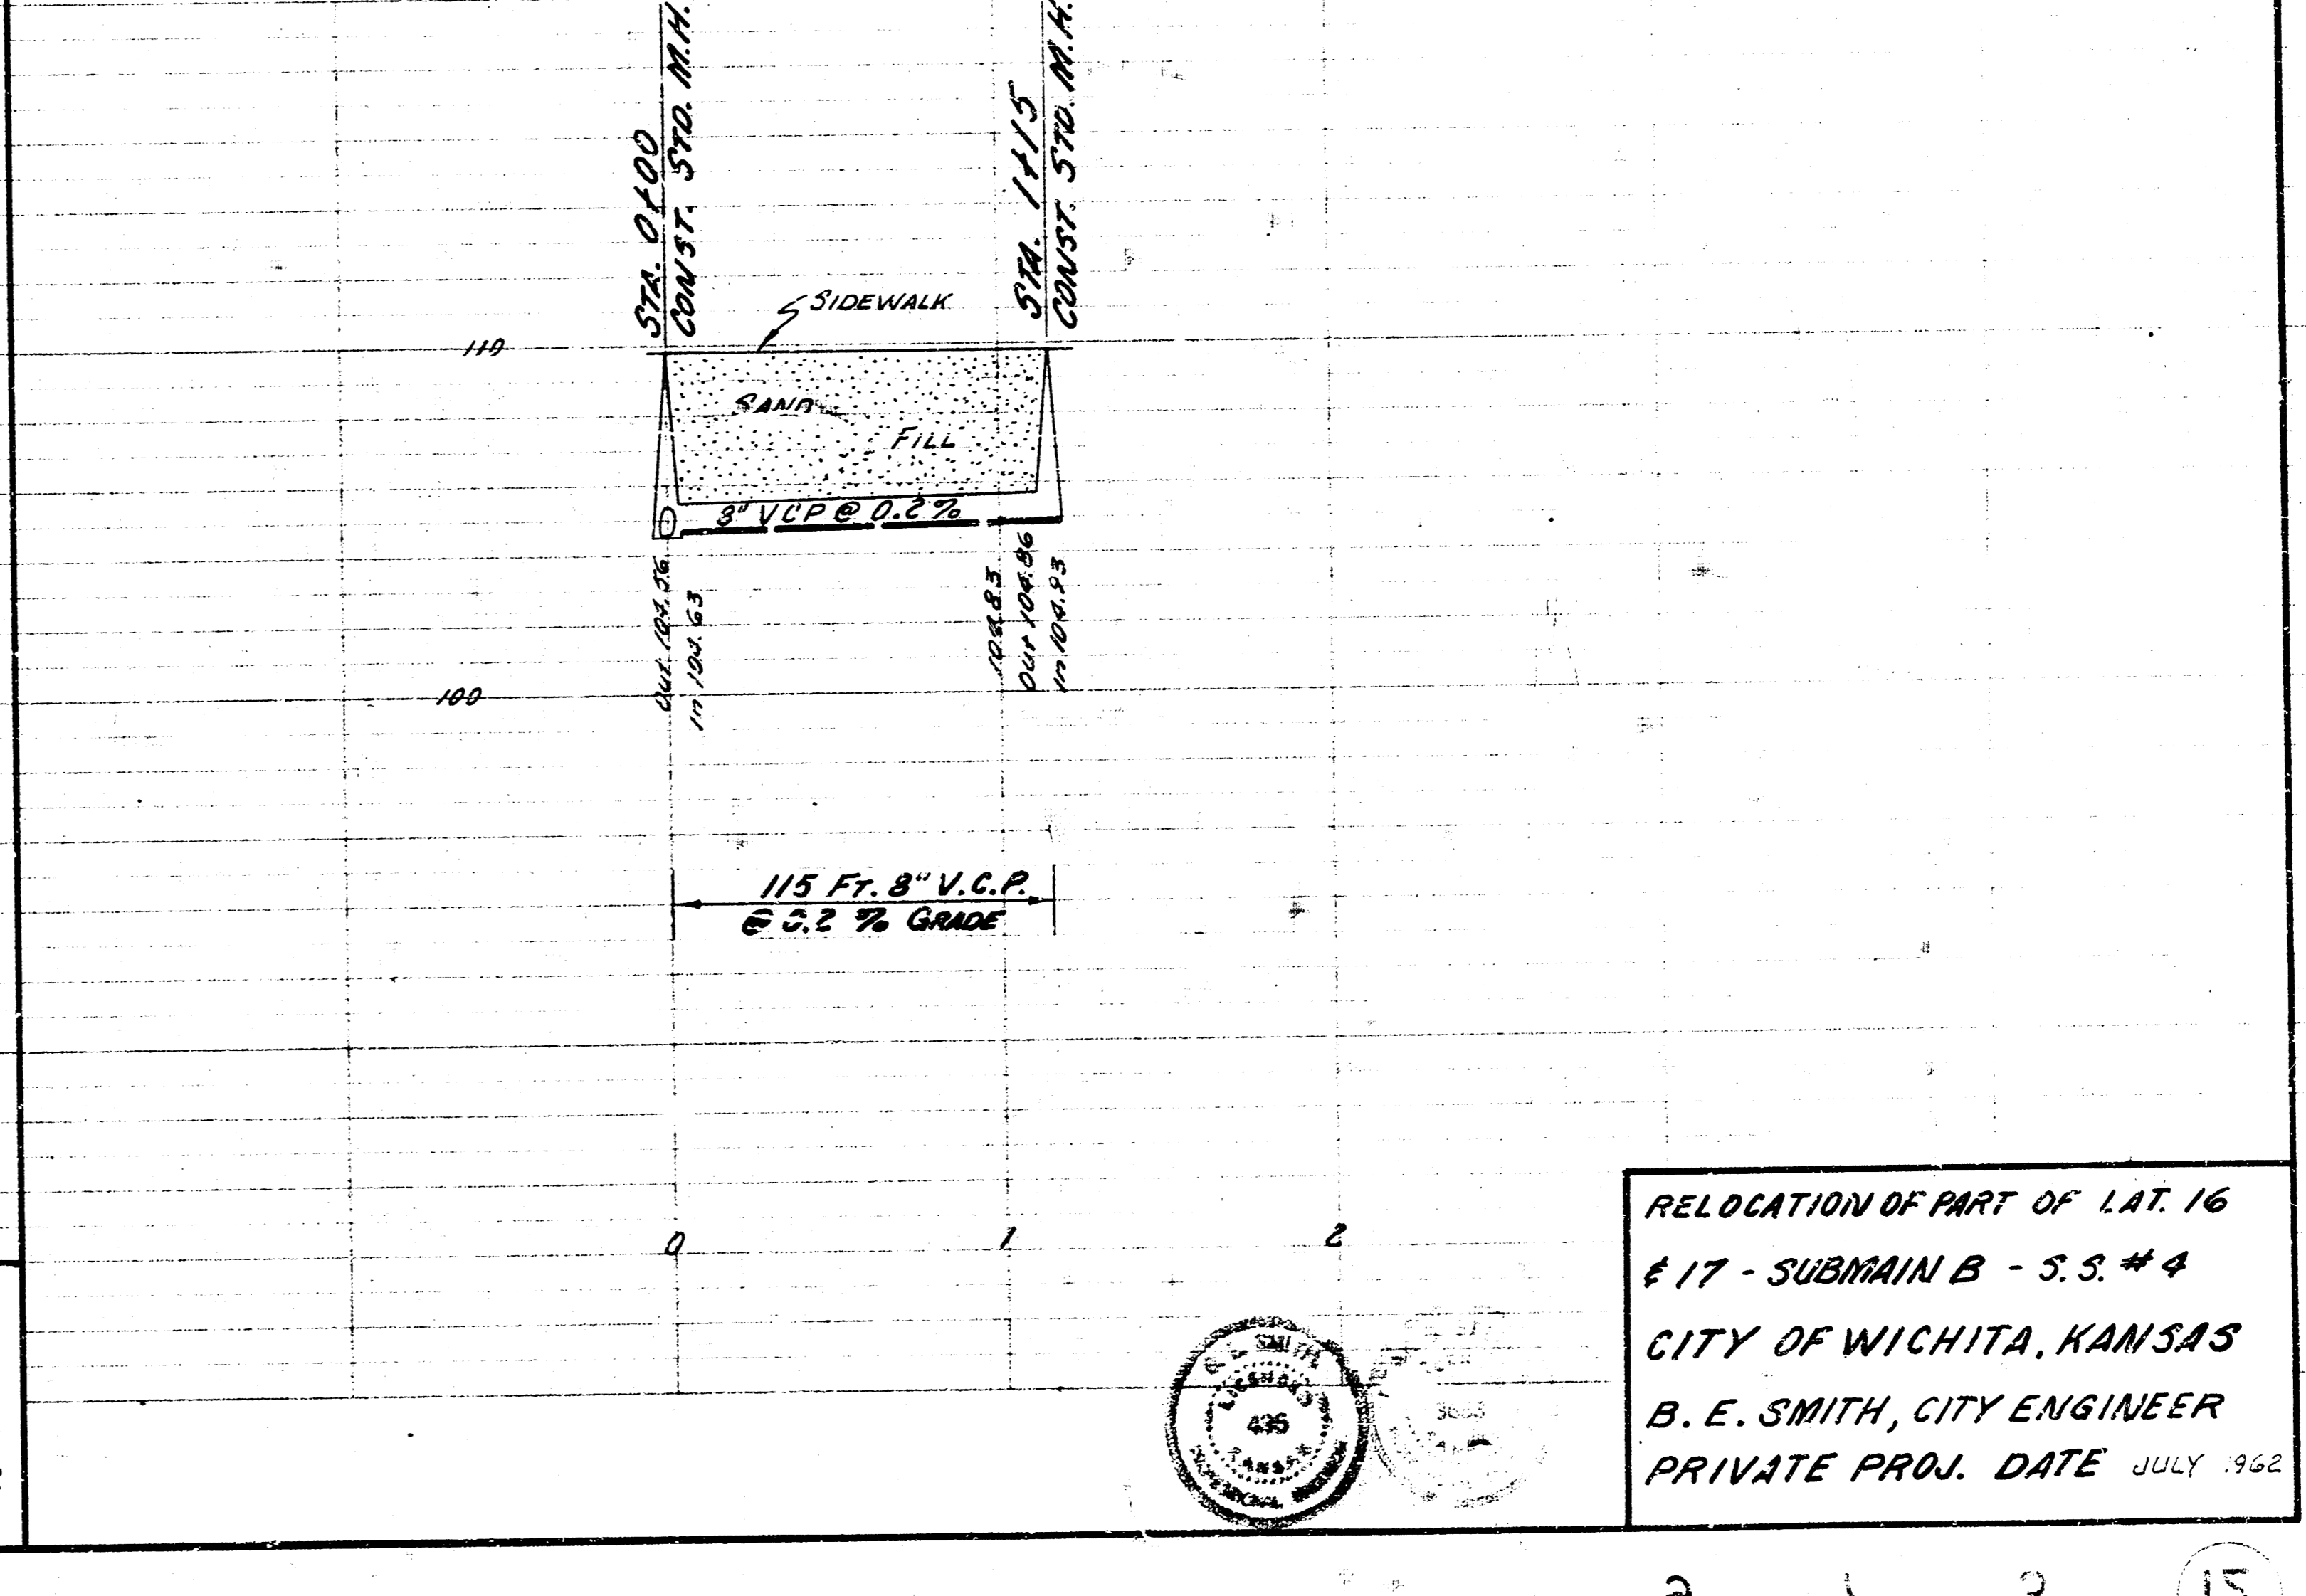 STA. 0+00
CONST. STD. M.H.
STA. 1+15
CONST. STD. M.H.
SIDEWALK
110
SAND
FILL
8" VCP @ 0.2%
Out 104.56
In 104.63
104.83
Out 104.86
In 104.93
100
115 FT. 8" V.C.P.
@ 0.2 % GRADE
0 1 2
SMITH
LICENSED
435
KANSAS
RELOCATION OF PART OF LAT. 16
& 17 - SUBMAIN B - S.S. #4
CITY OF WICHITA, KANSAS
B. E. SMITH, CITY ENGINEER
PRIVATE PROJ. DATE JULY 1962